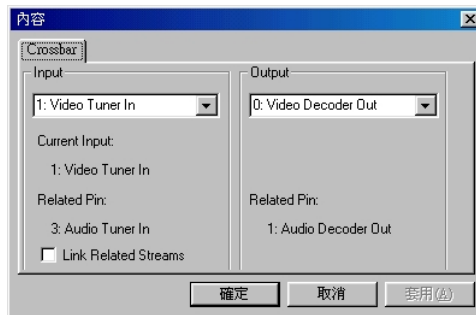 內容
Crossbar
Input
Output
1: Video Tuner In
0: Video Decoder Out
Current Input:
1: Video Tuner In
Related Pin:
Related Pin:
3: Audio Tuner In
1: Audio Decoder Out
Link Related Streams
確定
取消
套用(A)